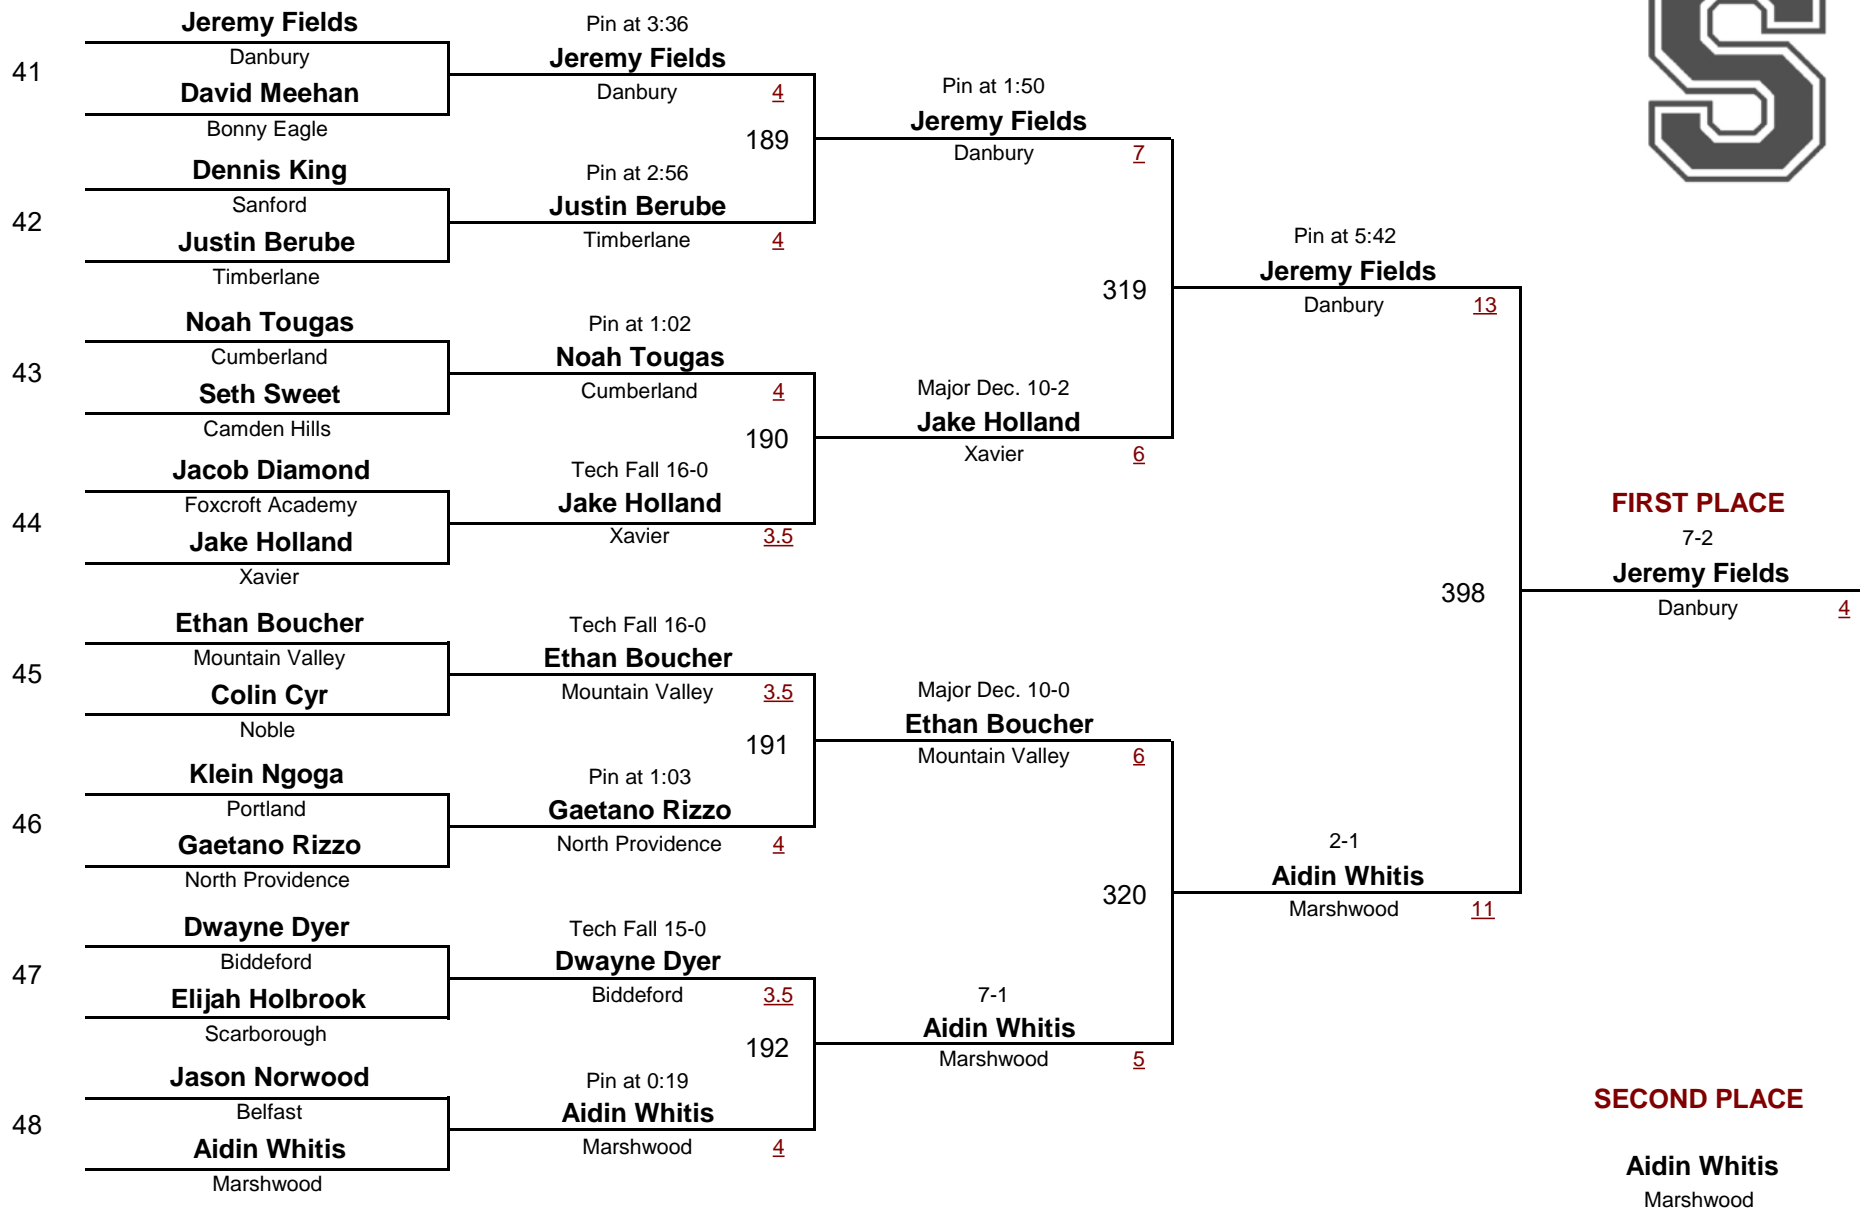 S
Jeremy Fields
Danbury
41
David Meehan
Bonny Eagle
Dennis King
Sanford
42
Justin Berube
Timberlane
Noah Tougas
Cumberland
43
Seth Sweet
Camden Hills
Jacob Diamond
Foxcroft Academy
44
Jake Holland
Xavier
Ethan Boucher
Mountain Valley
45
Colin Cyr
Noble
Klein Ngoga
Portland
46
Gaetano Rizzo
North Providence
Dwayne Dyer
Biddeford
47
Elijah Holbrook
Scarborough
Jason Norwood
Belfast
48
Aidin Whitis
Marshwood
Pin at 3:36
Jeremy Fields
Danbury 4
189
Pin at 2:56
Justin Berube
Timberlane 4
Pin at 1:02
Noah Tougas
Cumberland 4
190
Tech Fall 16-0
Jake Holland
Xavier 3.5
Tech Fall 16-0
Ethan Boucher
Mountain Valley 3.5
191
Pin at 1:03
Gaetano Rizzo
North Providence 4
Tech Fall 15-0
Dwayne Dyer
Biddeford 3.5
192
Pin at 0:19
Aidin Whitis
Marshwood 4
Pin at 1:50
Jeremy Fields
Danbury 7
319
Major Dec. 10-2
Jake Holland
Xavier 6
Major Dec. 10-0
Ethan Boucher
Mountain Valley 6
320
7-1
Aidin Whitis
Marshwood 5
Pin at 5:42
Jeremy Fields
Danbury 13
398
2-1
Aidin Whitis
Marshwood 11
FIRST PLACE
7-2
Jeremy Fields
Danbury 4
SECOND PLACE
Aidin Whitis
Marshwood